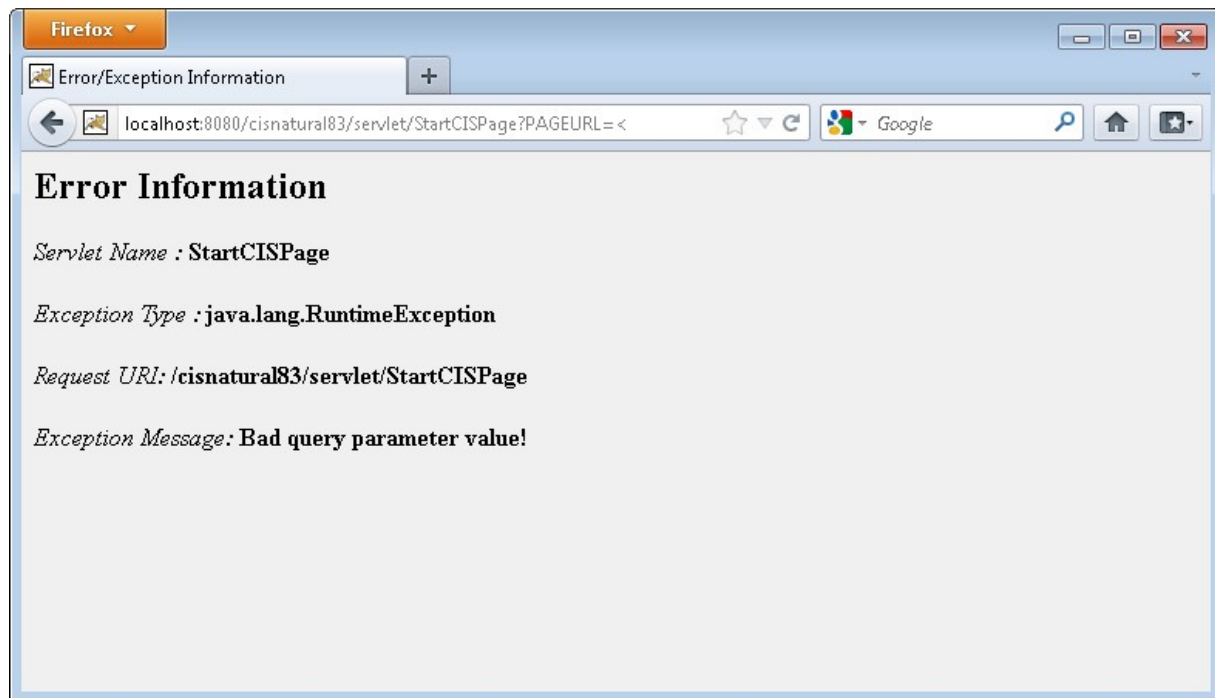 Firefox
Error/Exception Information
localhost:8080/cisnatural83/servlet/StartCISPage?PAGEURL=<
Google
Error Information
Servlet Name : StartCISPage
Exception Type : java.lang.RuntimeException
Request URI: /cisnatural83/servlet/StartCISPage
Exception Message: Bad query parameter value!